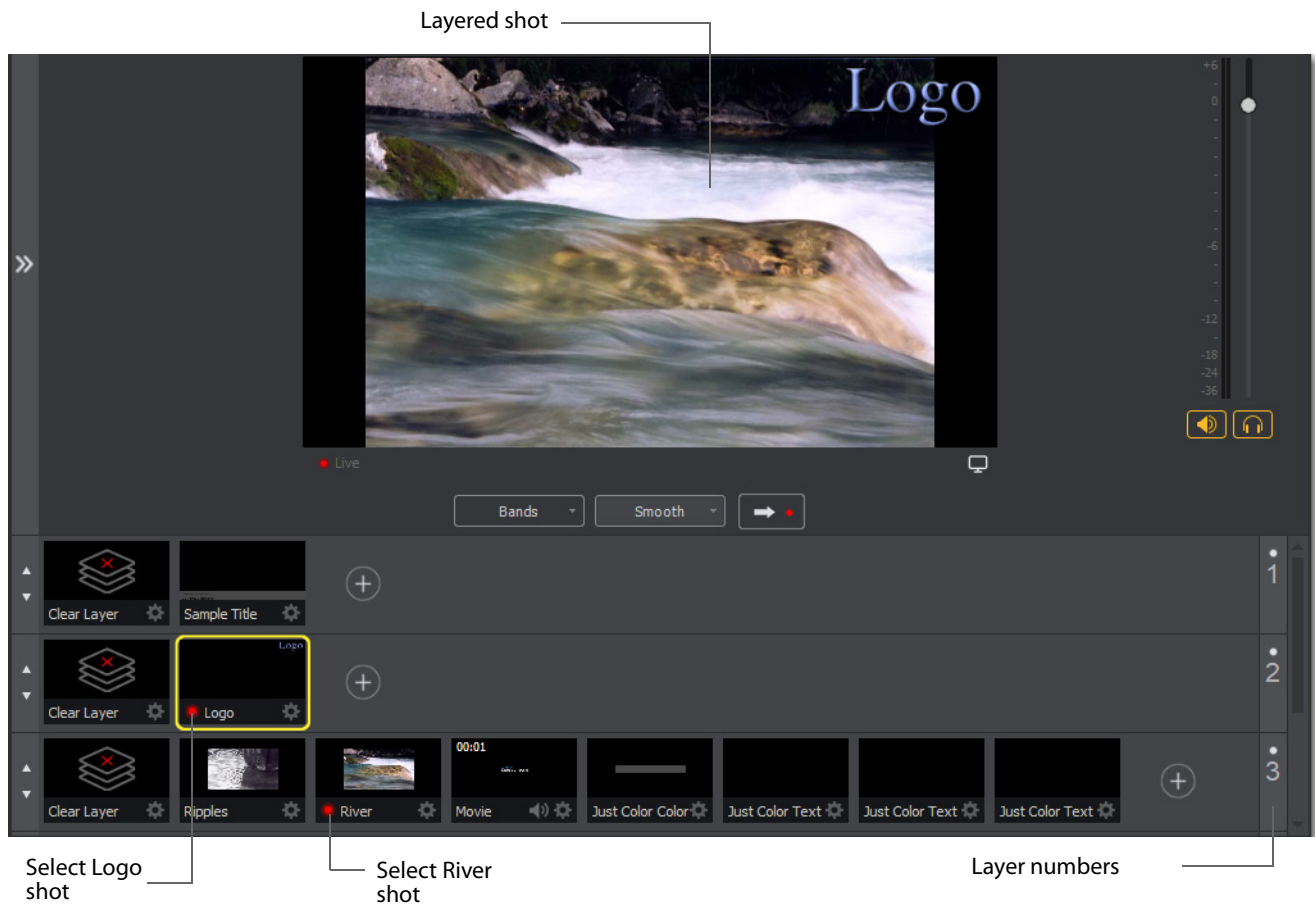 Layered shot
Logo
+6
0
-6
-12
-18
-24
-36
Live
Bands
Smooth
Clear Layer
Sample Title
1
Clear Layer
Logo
Logo
2
Clear Layer
Ripples
River
00:01
Movie
Just Color Color
Just Color Text
Just Color Text
Just Color Text
3
Select Logo
shot
Select River
shot
Layer numbers